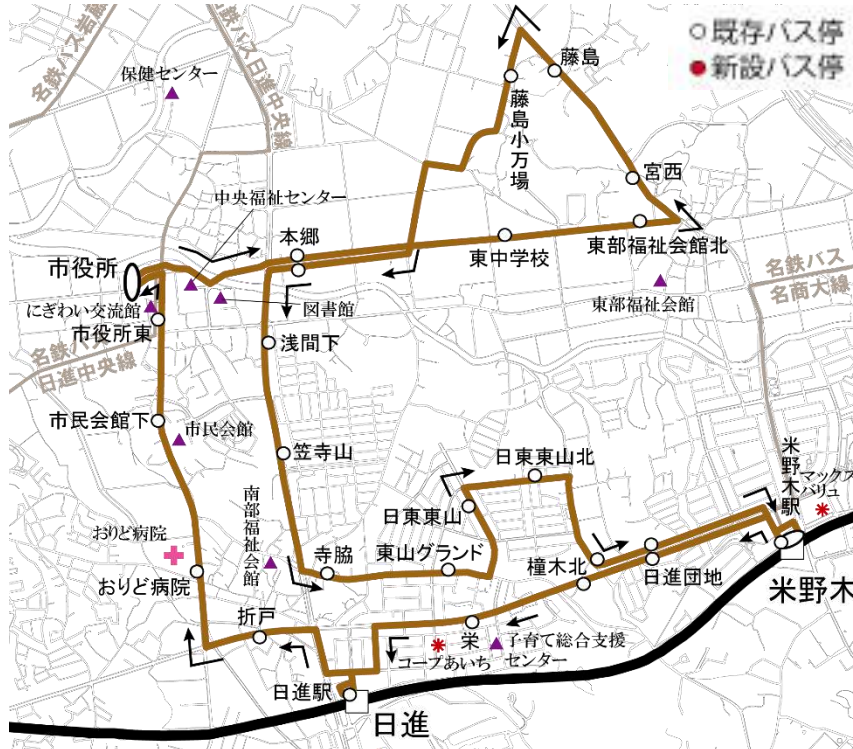 ○既存バス停
●新設バス停
名鉄バス岩藤
名鉄バス日進中央線
保健センター
藤島
藤島小万場
宮西
中央福祉センター
本郷
東部福祉会館北
東中学校
市役所
名鉄バス
名商大線
東部福祉会館
にぎわい交流館
図書館
市役所東
浅間下
名鉄バス
日進中央線
市民会館下
市民会館
笠寺山
日東東山北
米野木駅
マックス
バリュ
南部福祉会館
日東東山
おりど病院
寺脇
東山グランド
おりど病院
橦木北
日進団地
米野木
折戸
栄
子育て総合支援
センター
コープあいち
日進駅
日進